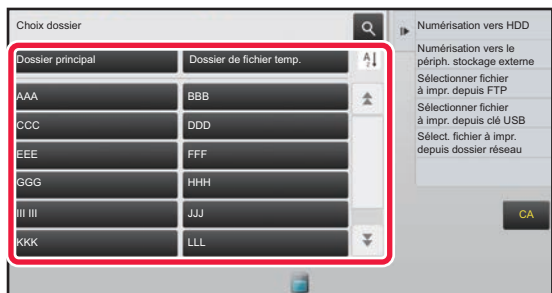 Choix dossier
Dossier principal
Dossier de fichier temp.
AAA
BBB
CCC
DDD
EEE
FFF
GGG
HHH
III III
JJJ
KKK
LLL
Numérisation vers HDD
Numérisation vers le
périph. stockage externe
Sélectionner fichier
à impr. depuis FTP
Sélectionner fichier
à impr. depuis clé USB
Sélect. fichier à impr.
depuis dossier réseau
CA